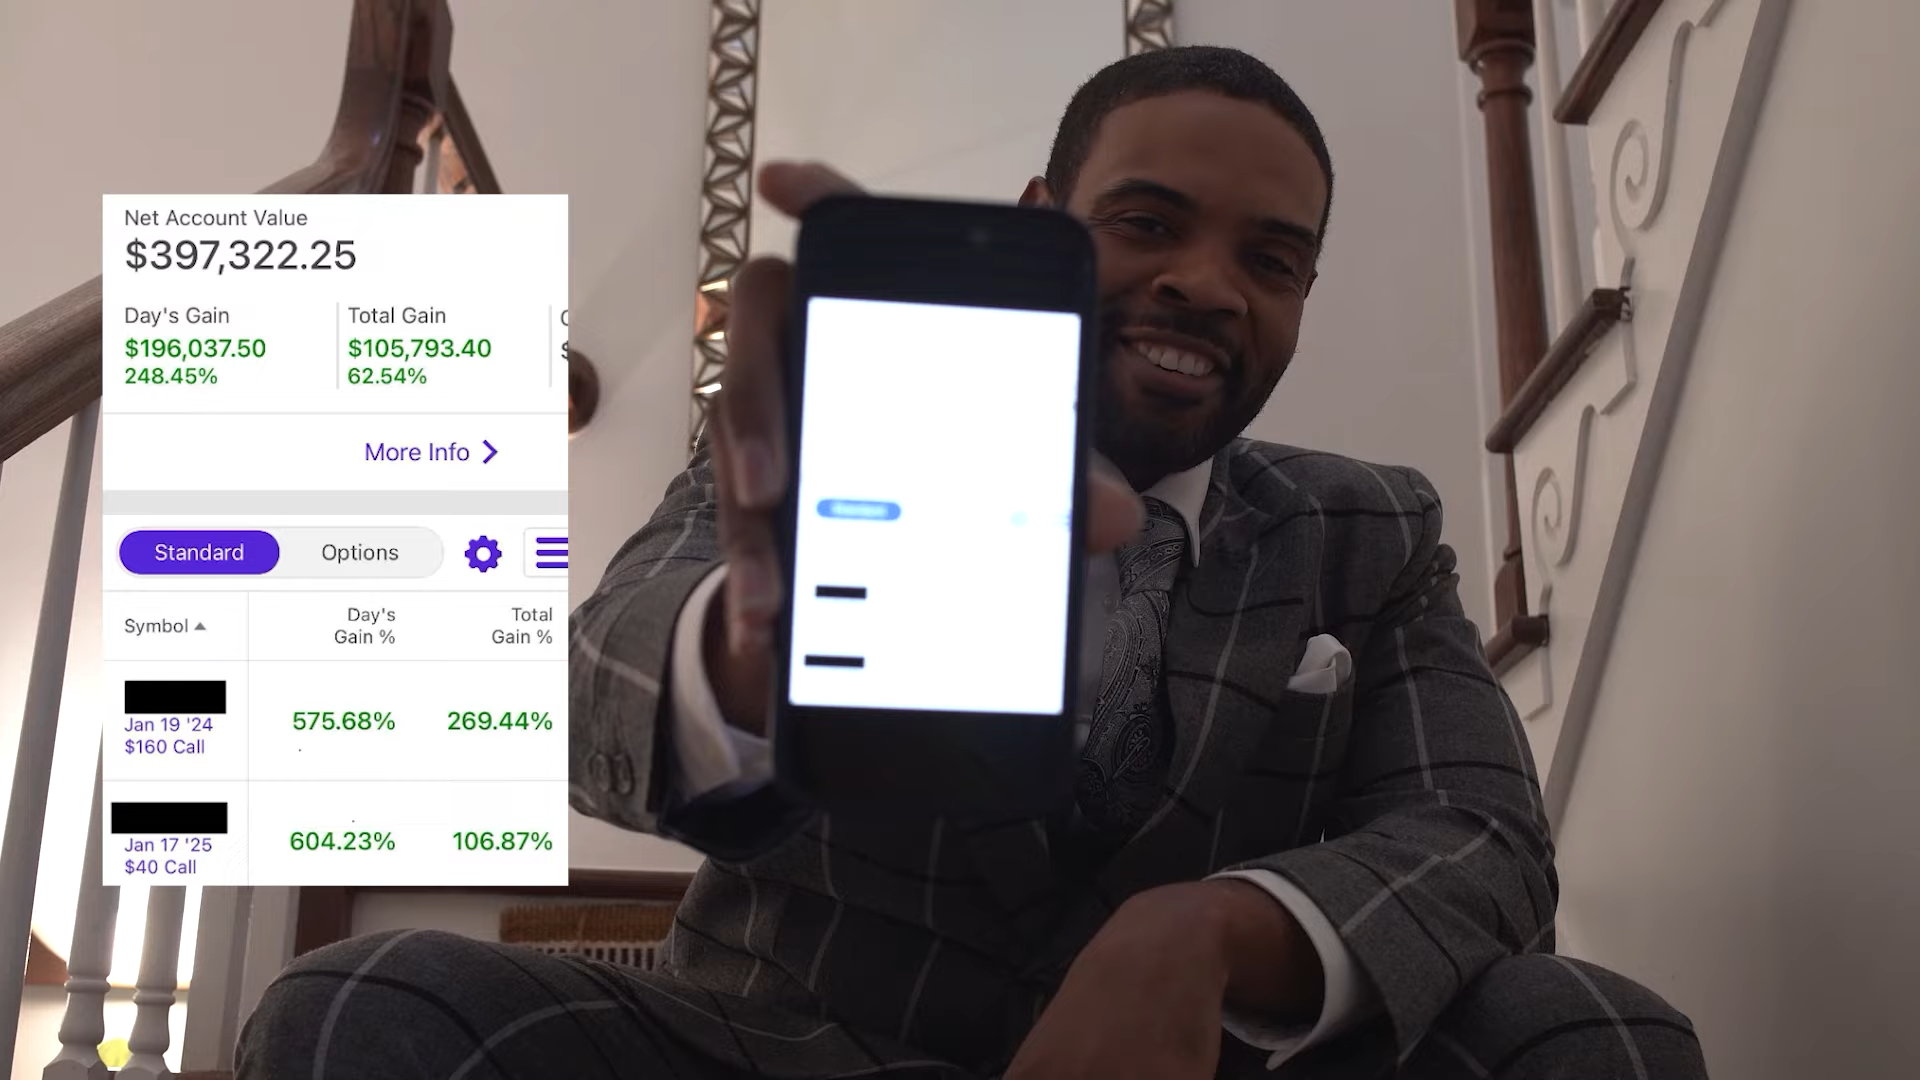 Net Account Value
$397,322.25
Day's Gain
Total Gain
$196,037.50
$105,793.40
248.45%
62.54%
More Info
Standard
Options
Symbol
Day's
Gain %
Total
Gain %
Jan 19 '24
$160 Call
575.68%
269.44%
Jan 17 '25
$40 Call
604.23%
106.87%